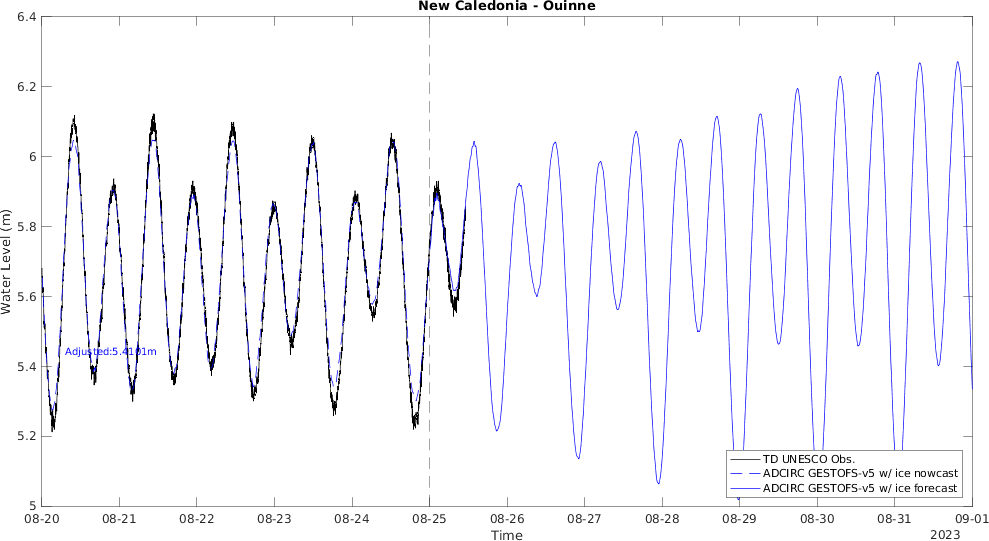 New Caledonia - Ouinne
Water Level (m)
6.4
6.2
6
5.8
5.6
5.4
5.2
5
Adjusted:5.4101m
TD UNESCO Obs.
ADCIRC GESTOFS-v5 w/ ice nowcast
ADCIRC GESTOFS-v5 w/ ice forecast
08-20 08-21 08-22 08-23 08-24 08-25 08-26 08-27 08-28 08-29 08-30 08-31 09-01
Time
2023